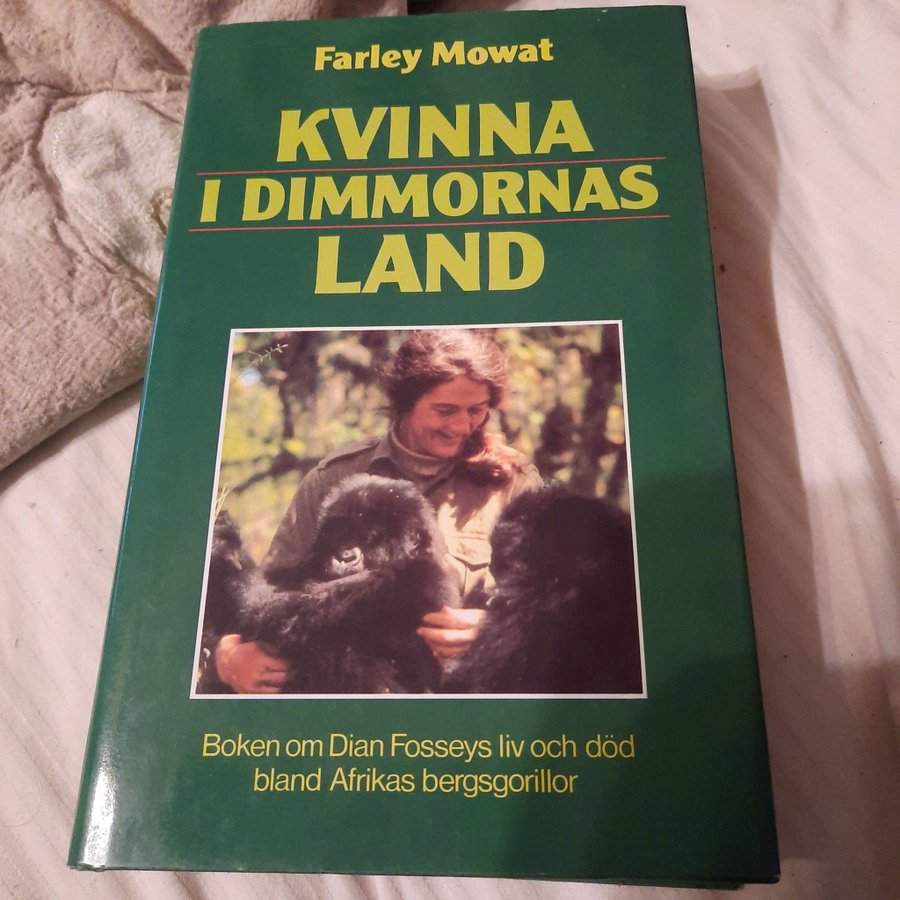 Farley Mowat
KVINNA
I DIMMORNAS
LAND
Boken om Dian Fosseys liv och död
bland Afrikas bergsgorillor